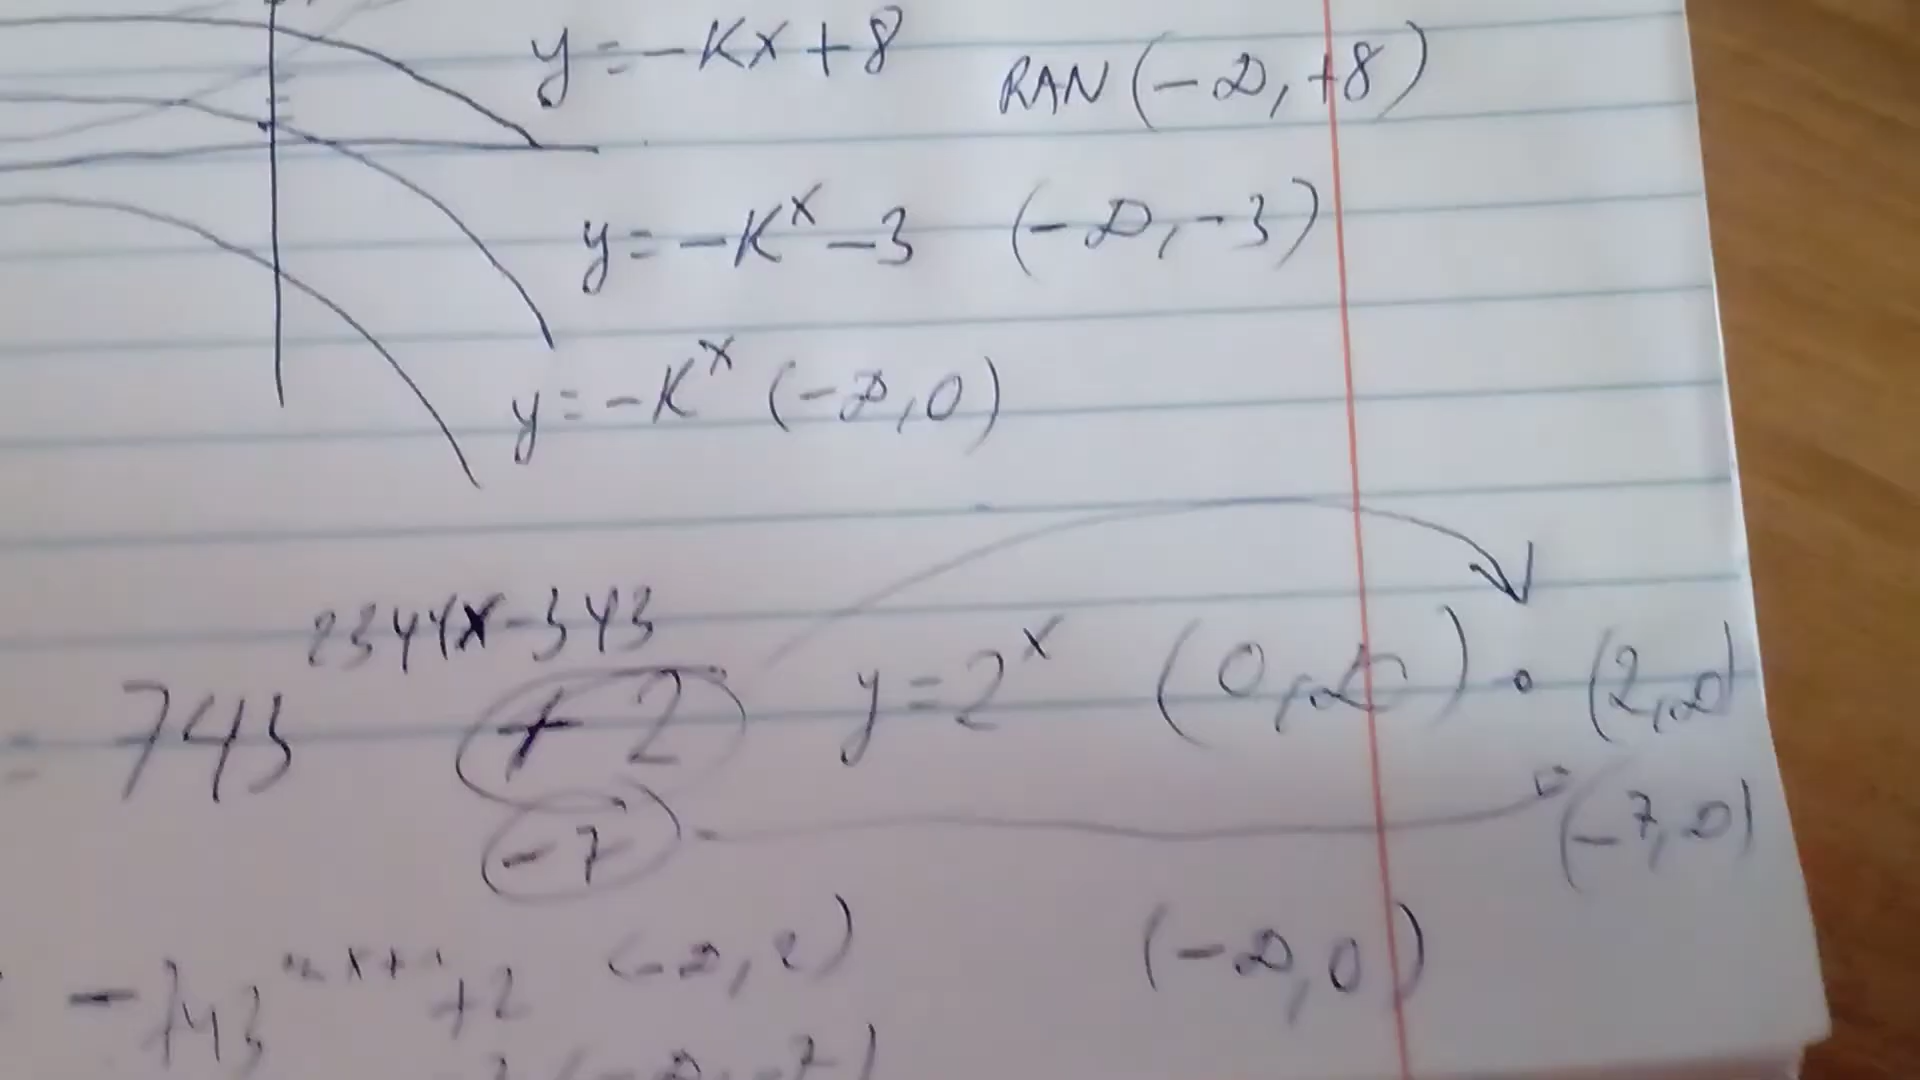 y = -Kx + 8 RAN (-∞, +8)
y = -K^x - 3 (-∞, -3)
y = -K^x (-∞, 0)
= 743^2344x-343 + 2 y = 2^x (0, ∞) • (2, ∞)
-7 (-7, ∞)
+2 (-∞, 2) (-∞, 0)
(-∞, -7)